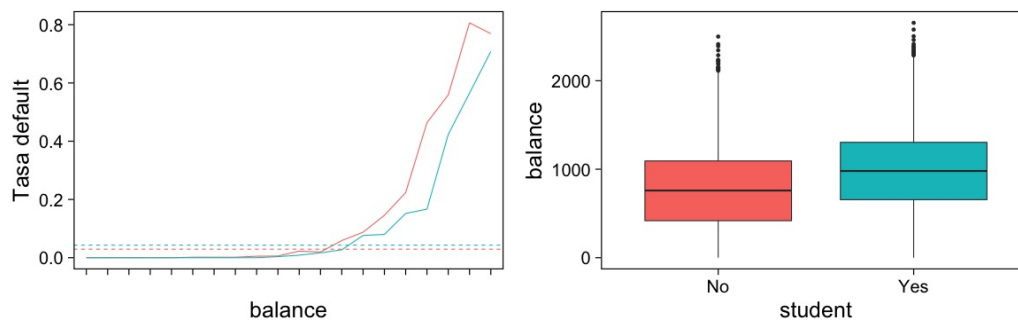 Tasa default
0.8
0.6
0.4
0.2
0.0
balance
balance
2000
1000
0
No
Yes
student